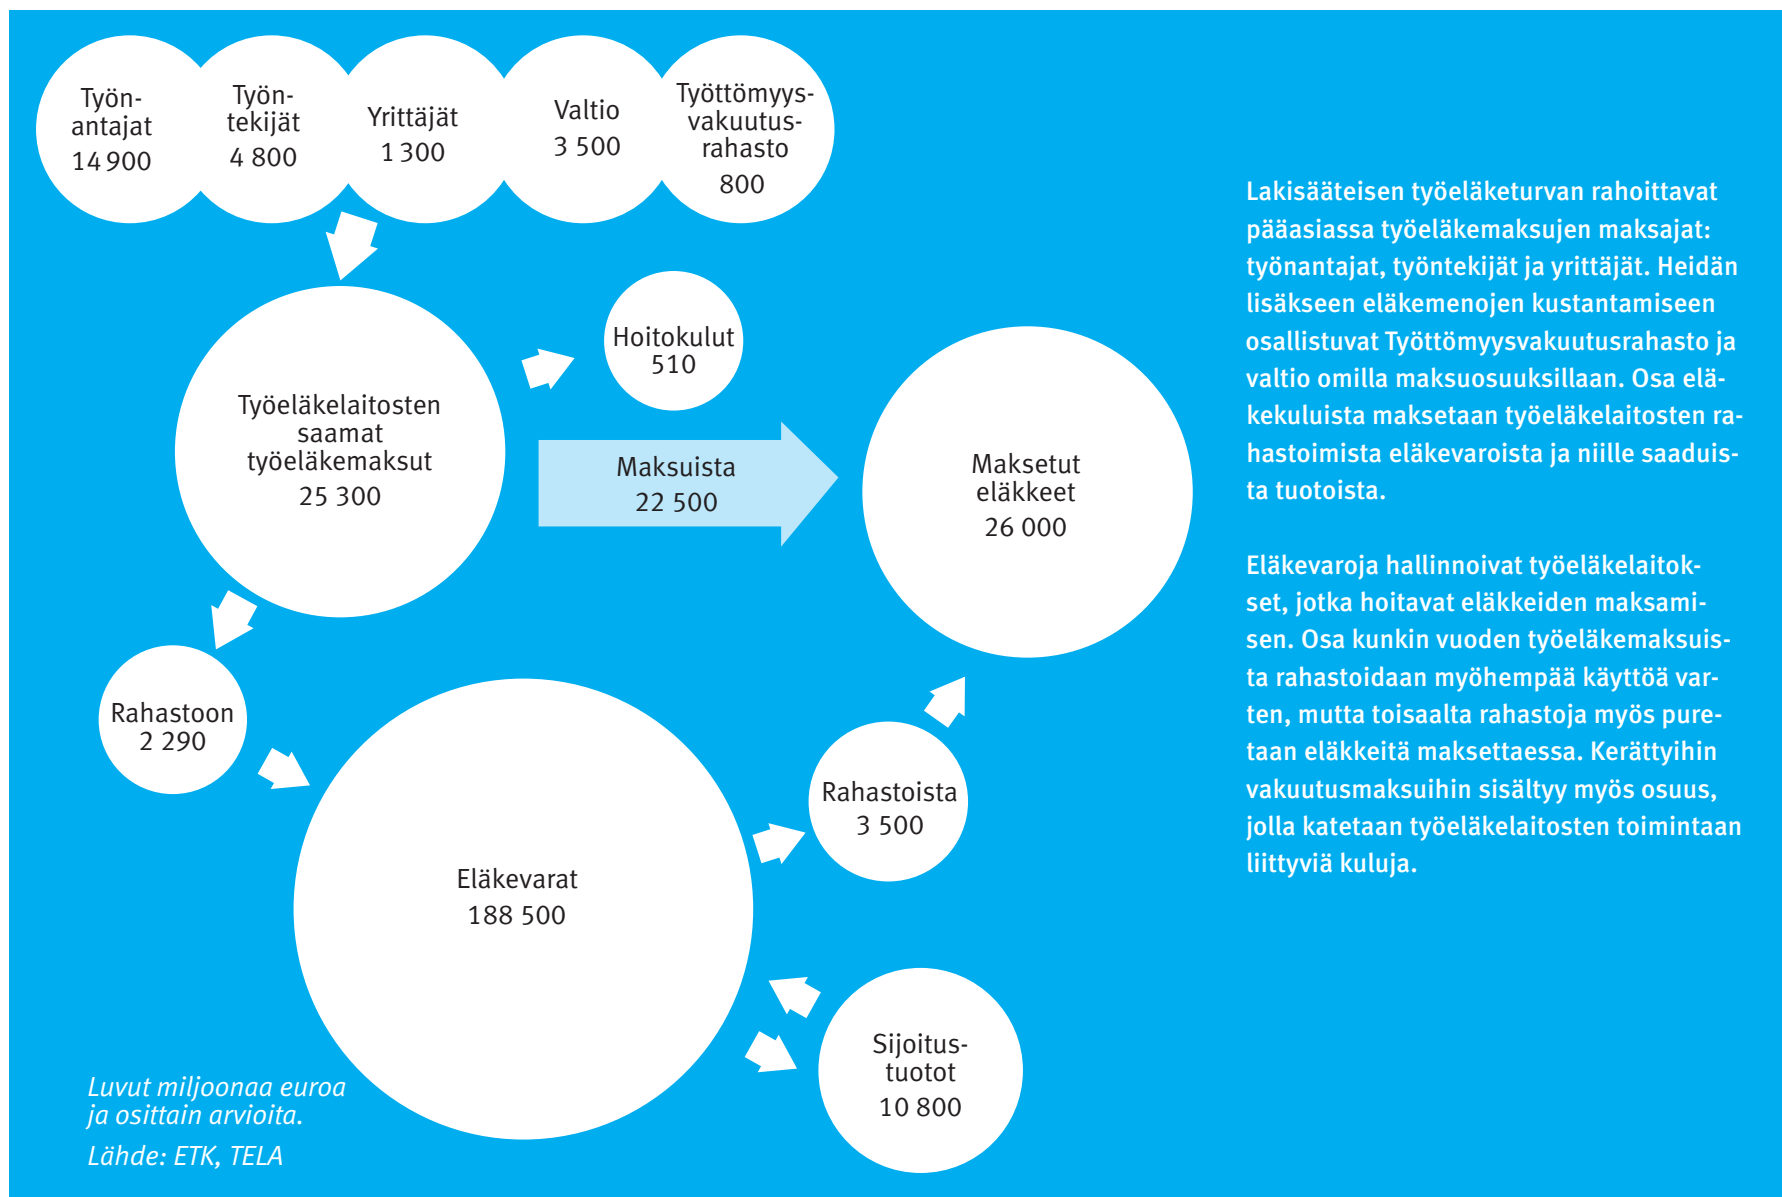 Työn-
antajat
14 900
Työn-
tekijät
4 800
Yrittäjät
1 300
Valtio
3 500
Työttömyys-
vakuutus-
rahasto
800
Työeläkelaitosten
saamat
työeläkemaksut
25 300
Hoitokulut
510
Maksuista
22 500
Maksetut
eläkkeet
26 000
Rahastoon
2 290
Eläkevarat
188 500
Rahastoista
3 500
Sijoitus-
tuotot
10 800
Luvut miljoonaa euroa
ja osittain arvioita.
Lähde: ETK, TELA
Lakisääteisen työeläketurvan rahoittavat
pääasiassa työeläkemaksujen maksajat:
työnantajat, työntekijät ja yrittäjät. Heidän
lisäkseen eläkemenojen kustantamiseen
osallistuvat Työttömyysvakuutusrahasto ja
valtio omilla maksuosuuksillaan. Osa elä-
kekuluista maksetaan työeläkelaitosten ra-
hastoimista eläkevaroista ja niille saaduis-
ta tuotoista.
Eläkevaroja hallinnoivat työeläkelaitok-
set, jotka hoitavat eläkkeiden maksami-
sen. Osa kunkin vuoden työeläkemaksuis-
ta rahastoidaan myöhempää käyttöä var-
ten, mutta toisaalta rahastoja myös pure-
taan eläkkeitä maksettaessa. Kerättyihin
vakuutusmaksuihin sisältyy myös osuus,
jolla katetaan työeläkelaitosten toimintaan
liittyviä kuluja.